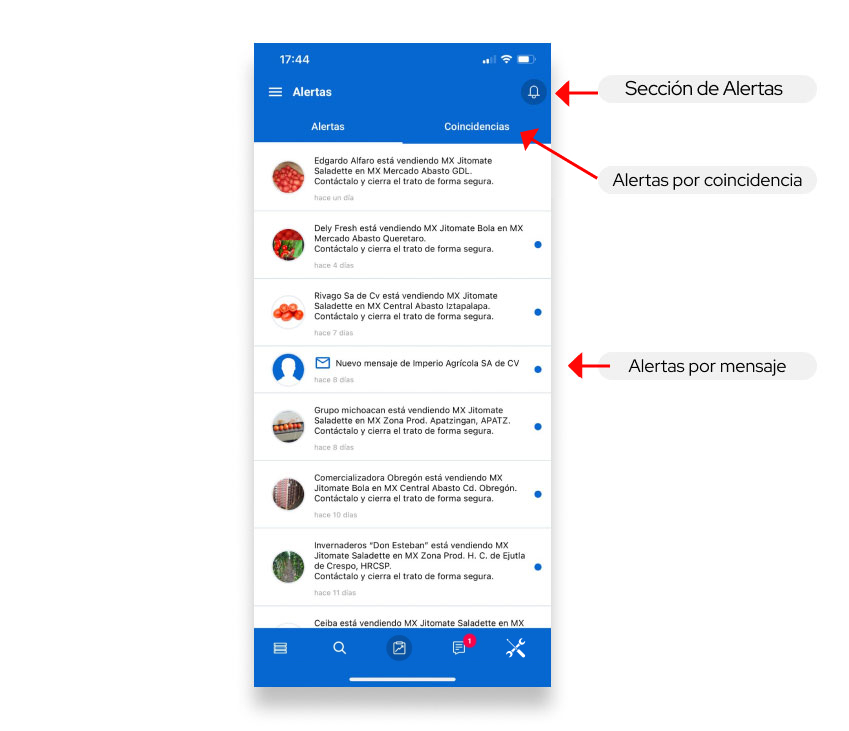 17:44
Alertas
Sección de Alertas
Alertas
Coincidencias
Edgardo Alfaro está vendiendo MX Jitomate
Saladette en MX Mercado Abasto GDL.
Contáctalo y cierra el trato de forma segura.
hace un día
Alertas por coincidencia
Dely Fresh está vendiendo MX Jitomate Bola en MX
Mercado Abasto Queretaro.
Contáctalo y cierra el trato de forma segura.
hace 4 días
Rivago Sa de Cv está vendiendo MX Jitomate
Saladette en MX Central Abasto Iztapalapa.
Contáctalo y cierra el trato de forma segura.
hace 7 días
Nuevo mensaje de Imperio Agrícola SA de CV
hace 8 días
Alertas por mensaje
Grupo michoacan está vendiendo MX Jitomate
Saladette en MX Zona Prod. Apatzingan, APATZ.
Contáctalo y cierra el trato de forma segura.
hace 8 días
Comercializadora Obregón está vendiendo MX
Jitomate Bola en MX Central Abasto Cd. Obregón.
Contáctalo y cierra el trato de forma segura.
hace 10 días
Invernaderos “Don Esteban” está vendiendo MX
Jitomate Saladette en MX Zona Prod. H. C. de Ejutla
de Crespo, HRCSP.
Contáctalo y cierra el trato de forma segura.
hace 11 días
Ceiba está vendiendo MX Jitomate Saladette en MX
1